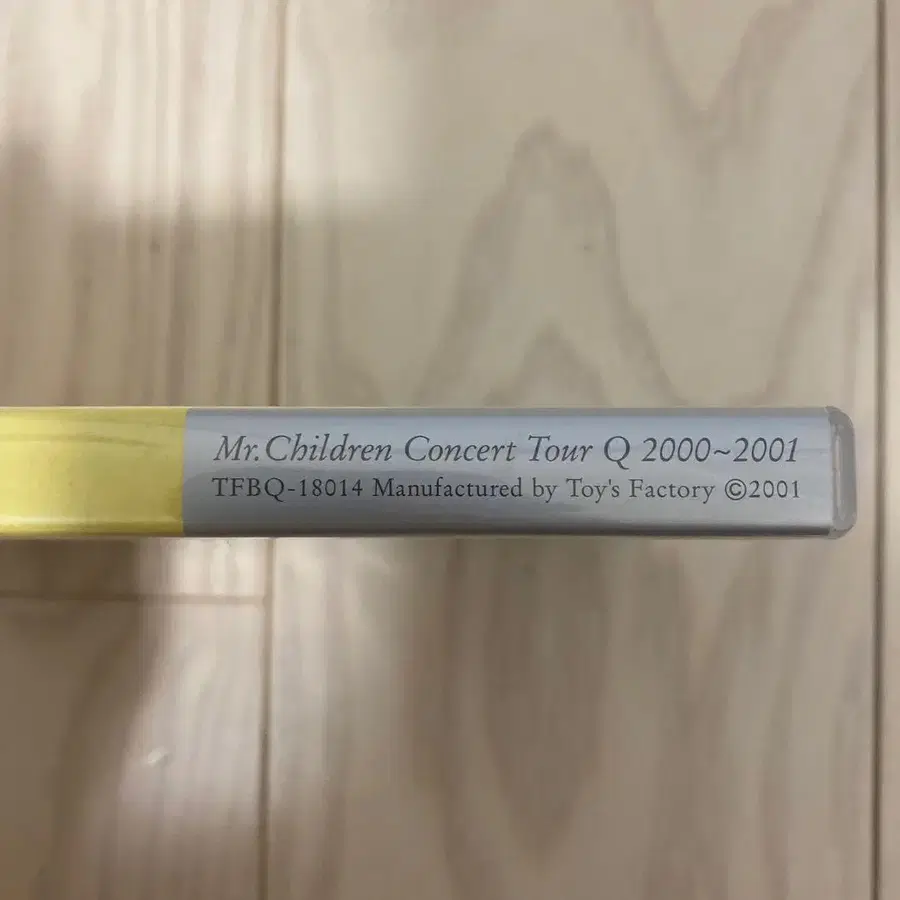 Mr. Children Concert Tour Q 2000~2001
TFBQ-18014 Manufactured by Toy's Factory ©2001